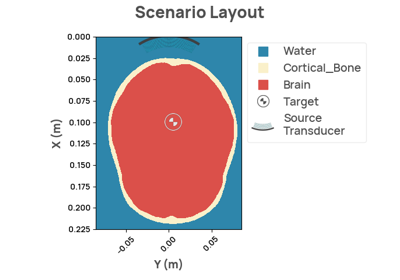 Scenario Layout
0.000
0.025
0.050
0.075
0.100
0.125
0.150
0.175
0.200
0.225
X (m)
-0.05
0.00
0.05
Y (m)
Water
Cortical_Bone
Brain
Target
Source
Transducer